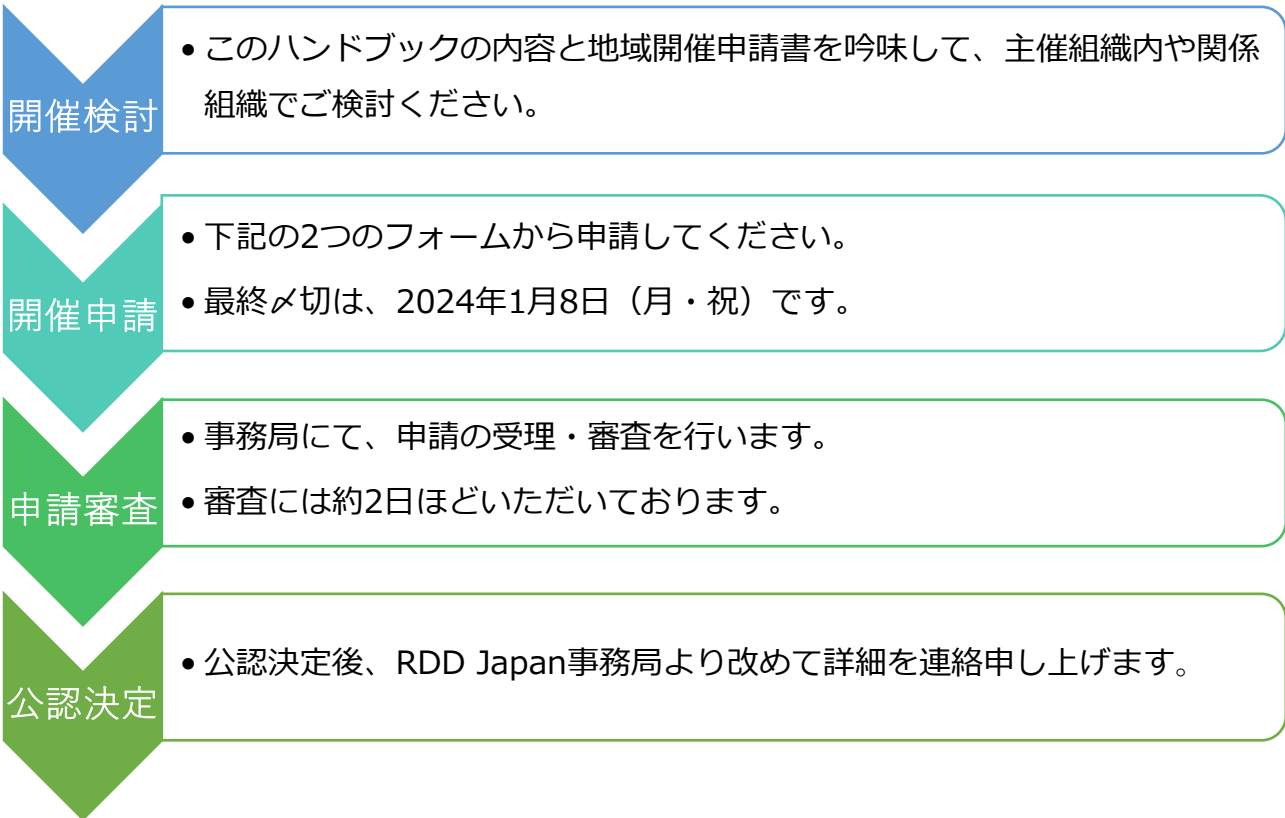 開催検討
• このハンドブックの内容と地域開催申請書を吟味して、主催組織内や関係
組織でご検討ください。
開催申請
• 下記の2つのフォームから申請してください。
• 最終〆切は、2024年1月8日（月・祝）です。
申請審査
• 事務局にて、申請の受理・審査を行います。
• 審査には約2日ほどいただいております。
公認決定
• 公認決定後、RDD Japan事務局より改めて詳細を連絡申し上げます。